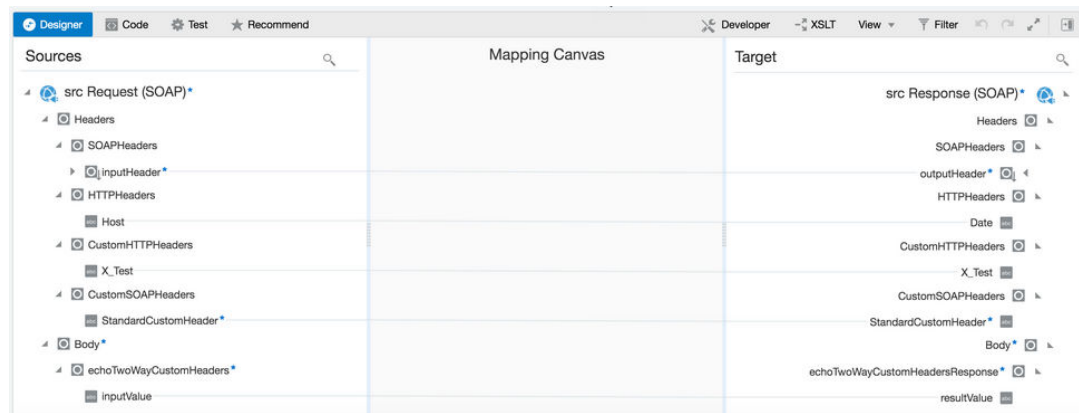 Designer Code Test Recommend Developer XSLT View Filter
Sources Mapping Canvas Target
src Request (SOAP)* src Response (SOAP)*
Headers Headers
SOAPHeaders SOAPHeaders
inputHeader* outputHeader*
HTTPHeaders HTTPHeaders
Host Date
CustomHTTPHeaders CustomHTTPHeaders
X_Test X_Test
CustomSOAPHeaders CustomSOAPHeaders
StandardCustomHeader* StandardCustomHeader*
Body* Body*
echoTwoWayCustomHeaders* echoTwoWayCustomHeadersResponse*
inputValue resultValue